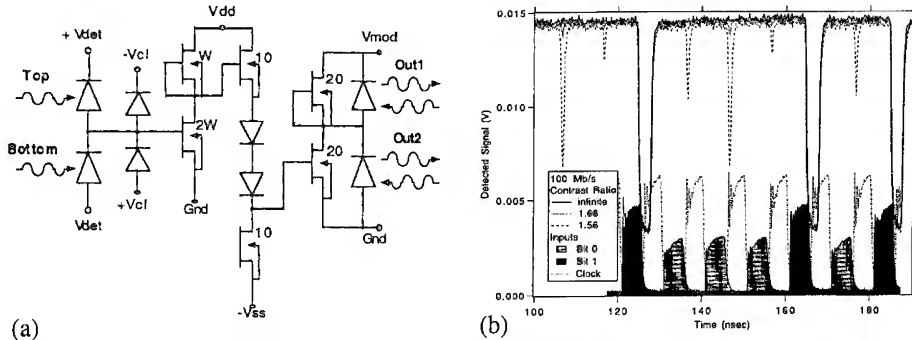 Vdd
+ Vdet
-Vcl
W
10
Vmod
Top
20
Out1
2W
Bottom
20
Out2
Vdet
+Vcl
Gnd
10
Gnd
-Vss
(a)
0.015
0.010
0.005
0.000
Detected Signal (V)
100 Mb/s
Contrast Ratio
infinite
1.68
1.56
Inputs
Bit 0
Bit 1
Clock
100
120
140
160
180
Time (nsec)
(b)